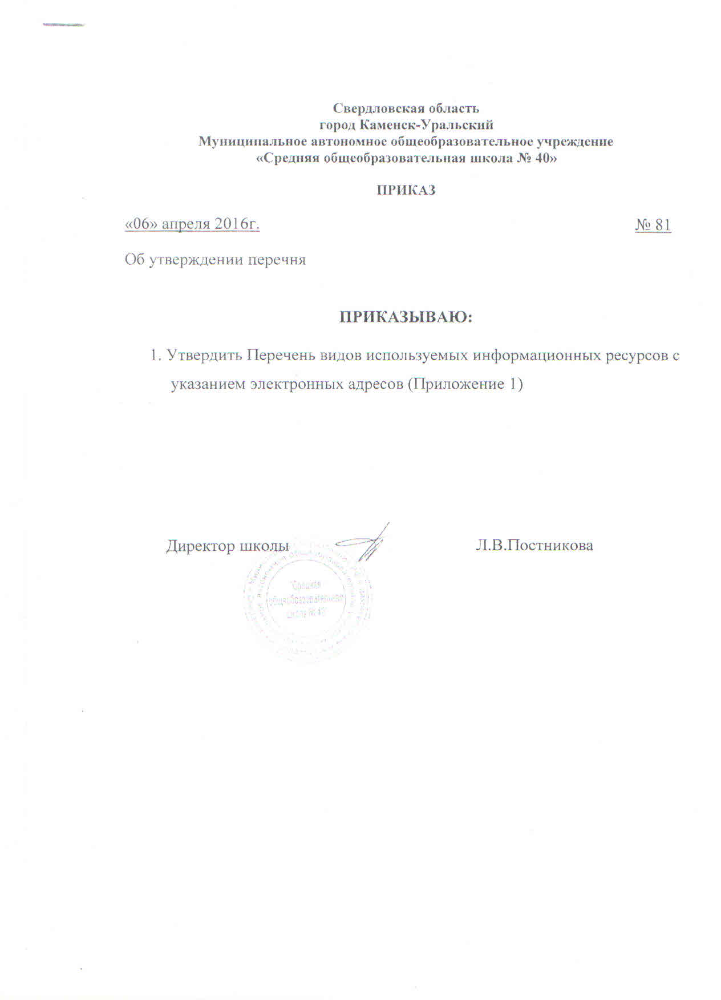 Свердловская область
город Каменск-Уральский
Муниципальное автономное общеобразовательное учреждение
«Средняя общеобразовательная школа № 40»
ПРИКАЗ
«06» апреля 2016г. № 81
Об утверждении перечня
ПРИКАЗЫВАЮ:
1. Утвердить Перечень видов используемых информационных ресурсов с
указанием электронных адресов (Приложение 1)
Директор школы Л.В.Постникова
"Средняя
общеобразовательная
школа №